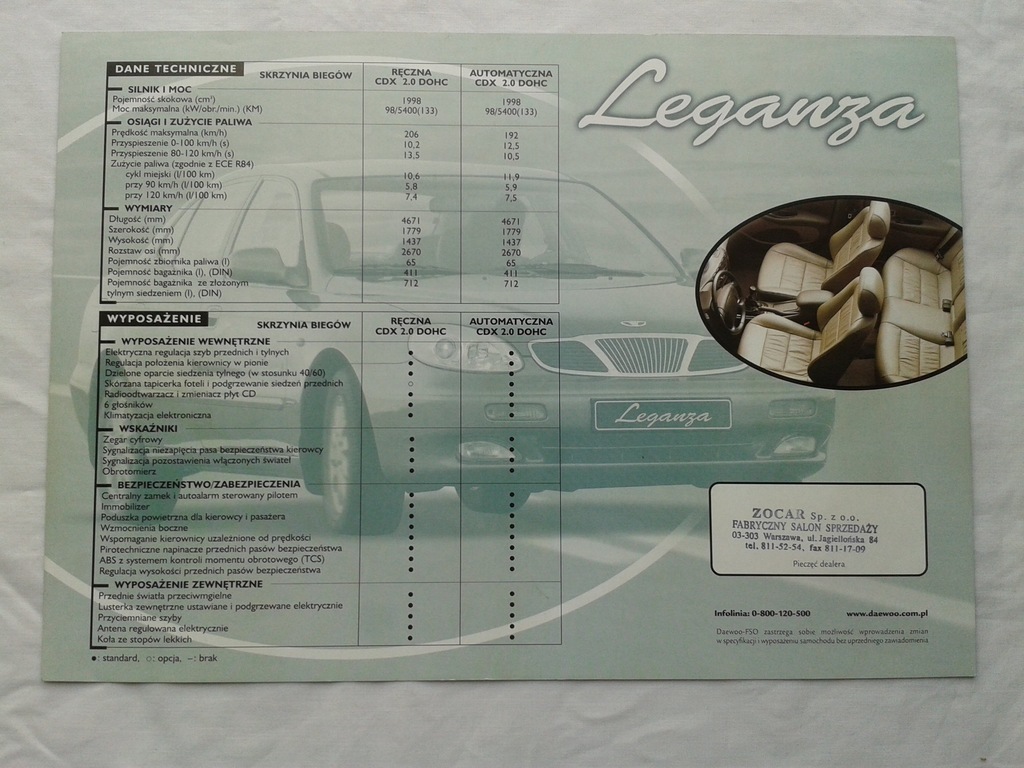 DANE TECHNICZNE
SKRZYNIA BIEGÓW RĘCZNA CDX 2.0 DOHC AUTOMATYCZNA CDX 2.0 DOHC
SILNIK I MOC
Pojemność skokowa (cm³) 1998 1998
Moc maksymalna (kW/obr./min.) (KM) 98/5400(133) 98/5400(133)
OSIĄGI I ZUŻYCIE PALIWA
Prędkość maksymalna (km/h) 206 192
Przyspieszenie 0-100 km/h (s) 10,2 12,5
Przyspieszenie 80-120 km/h (s) 13,5 10,5
Zużycie paliwa (zgodnie z ECE R84)
cykl miejski (l/100 km) 10,6 11,9
przy 90 km/h (l/100 km) 5,8 5,9
przy 120 km/h (l/100 km) 7,4 7,5
WYMIARY
Długość (mm) 4671 4671
Szerokość (mm) 1779 1779
Wysokość (mm) 1437 1437
Rozstaw osi (mm) 2670 2670
Pojemność zbiornika paliwa (l) 65 65
Pojemność bagażnika (l), (DIN) 411 411
Pojemność bagażnika ze złożonym 712 712
tylnym siedzeniem (l), (DIN)
WYPOSAŻENIE
SKRZYNIA BIEGÓW RĘCZNA CDX 2.0 DOHC AUTOMATYCZNA CDX 2.0 DOHC
WYPOSAŻENIE WEWNĘTRZNE
Elektryczna regulacja szyb przednich i tylnych ● ●
Regulacja położenia kierownicy w pionie ● ●
Dzielone oparcie siedzenia tylnego (w stosunku 40/60) ● ●
Skórzana tapicerka foteli i podgrzewanie siedzeń przednich ○ ●
Radioodtwarzacz i zmieniacz płyt CD ● ●
6 głośników ● ●
Klimatyzacja elektroniczna ● ●
WSKAŹNIKI
Zegar cyfrowy ● ●
Sygnalizacja niezapięcia pasa bezpieczeństwa kierowcy ● ●
Sygnalizacja pozostawienia włączonych świateł ● ●
Obrotomierz ● ●
BEZPIECZEŃSTWO/ZABEZPIECZENIA
Centralny zamek i autoalarm sterowany pilotem ● ●
Immobilizer ● ●
Poduszka powietrzna dla kierowcy i pasażera ● ●
Wzmocnienia boczne ● ●
Wspomaganie kierownicy uzależnione od prędkości ● ●
Pirotechniczne napinacze przednich pasów bezpieczeństwa ● ●
ABS z systemem kontroli momentu obrotowego (TCS) ● ●
Regulacja wysokości przednich pasów bezpieczeństwa ● ●
WYPOSAŻENIE ZEWNĘTRZNE
Przednie światła przeciwmgielne ● ●
Lusterka zewnętrzne ustawiane i podgrzewane elektrycznie ● ●
Przyciemniane szyby ● ●
Antena regulowana elektrycznie ● ●
Koła ze stopów lekkich ● ●
●: standard, ○: opcja, –: brak
Leganza
Leganza
ZOCAR Sp. z o.o.
FABRYCZNY SALON SPRZEDAŻY
03-303 Warszawa, ul. Jagiellońska 84
tel. 811-52-54, fax 811-17-09
Pieczęć dealera
Infolinia: 0-800-120-500 www.daewoo.com.pl
Daewoo-FSO zastrzega sobie możliwość wprowadzenia zmian
w specyfikacji i wyposażeniu samochodu bez uprzedniego zawiadomienia